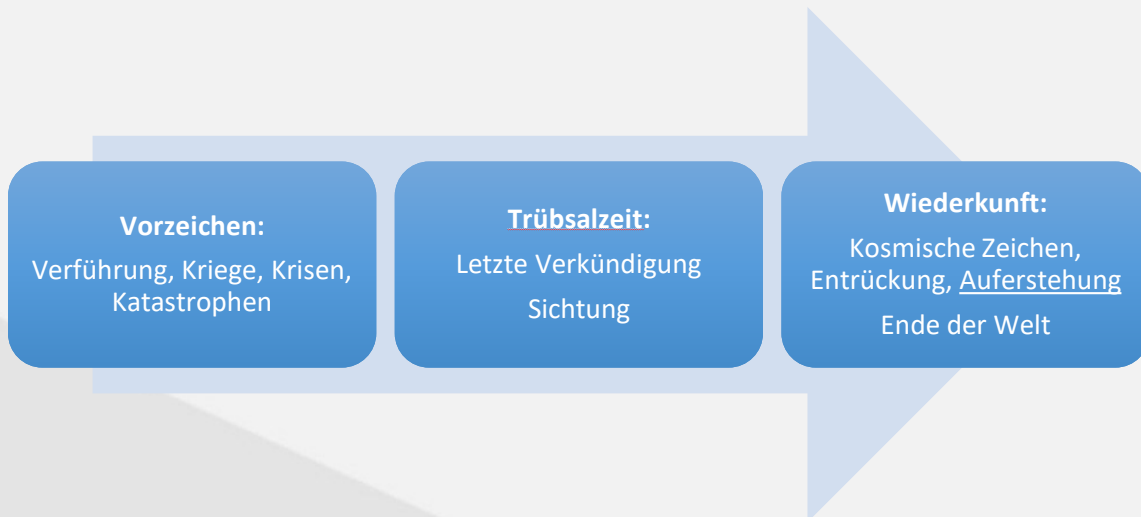 Vorzeichen:
Verführung, Kriege, Krisen,
Katastrophen
Trübsalzeit:
Letzte Verkündigung
Sichtung
Wiederkunft:
Kosmische Zeichen,
Entrückung, Auferstehung
Ende der Welt